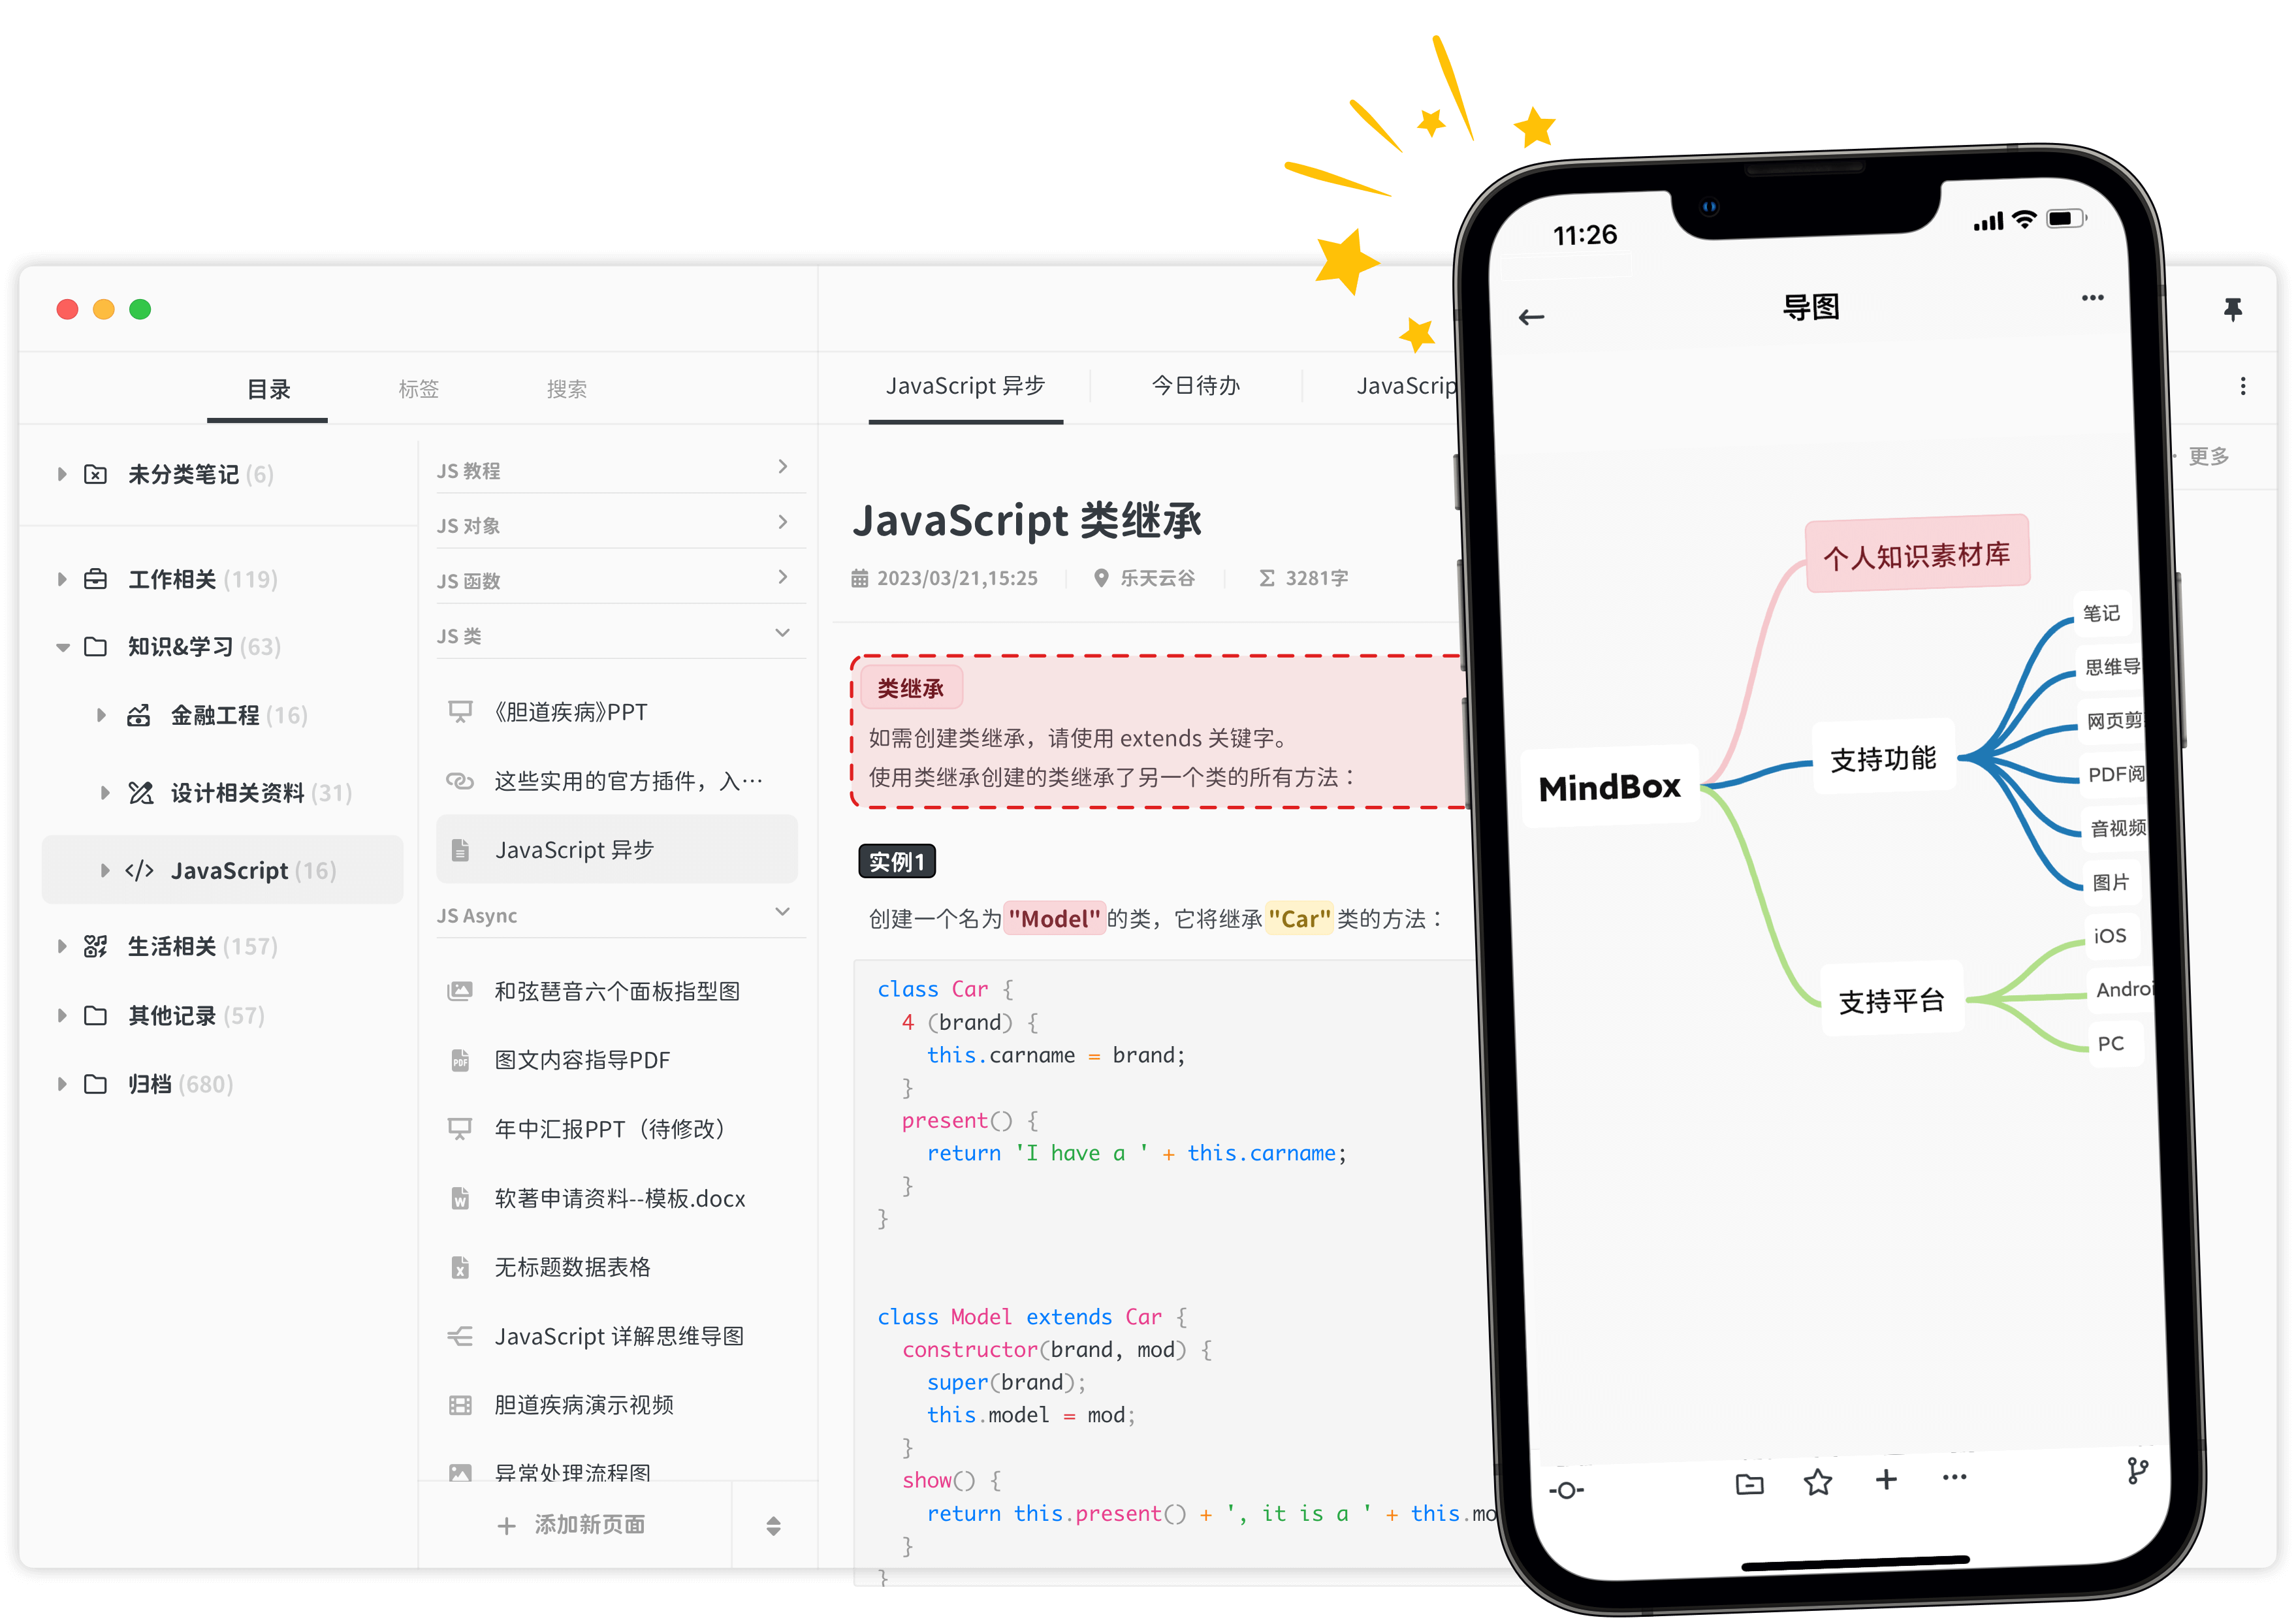 目录
标签
搜索
未分类笔记 (6)
工作相关 (119)
知识&学习 (63)
金融工程 (16)
设计相关资料 (31)
</> JavaScript (16)
生活相关 (157)
其他记录 (57)
归档 (680)
JS 教程
JS 对象
JS 函数
JS 类
《胆道疾病》PPT
这些实用的官方插件，入…
JavaScript 异步
JS Async
和弦琶音六个面板指型图
PDF
图文内容指导PDF
年中汇报PPT（待修改）
W
软著申请资料--模板.docx
X
无标题数据表格
JavaScript 详解思维导图
胆道疾病演示视频
异常处理流程图
+ 添加新页面
JavaScript 异步
今日待办
JavaScrip
更多
JavaScript 类继承
2023/03/21,15:25
乐天云谷
Σ 3281字
类继承
如需创建类继承，请使用 extends 关键字。
使用类继承创建的类继承了另一个类的所有方法：
实例1
创建一个名为"Model"的类，它将继承"Car"类的方法：
class Car {
4 (brand) {
this.carname = brand;
}
present() {
return 'I have a ' + this.carname;
}
}
class Model extends Car {
constructor(brand, mod) {
super(brand);
this.model = mod;
}
show() {
return this.present() + ', it is a ' + this.mo
}
}
11:26
导图
个人知识素材库
MindBox
支持功能
笔记
思维导
网页剪
PDF阅
音视频
图片
支持平台
iOS
Androi
PC